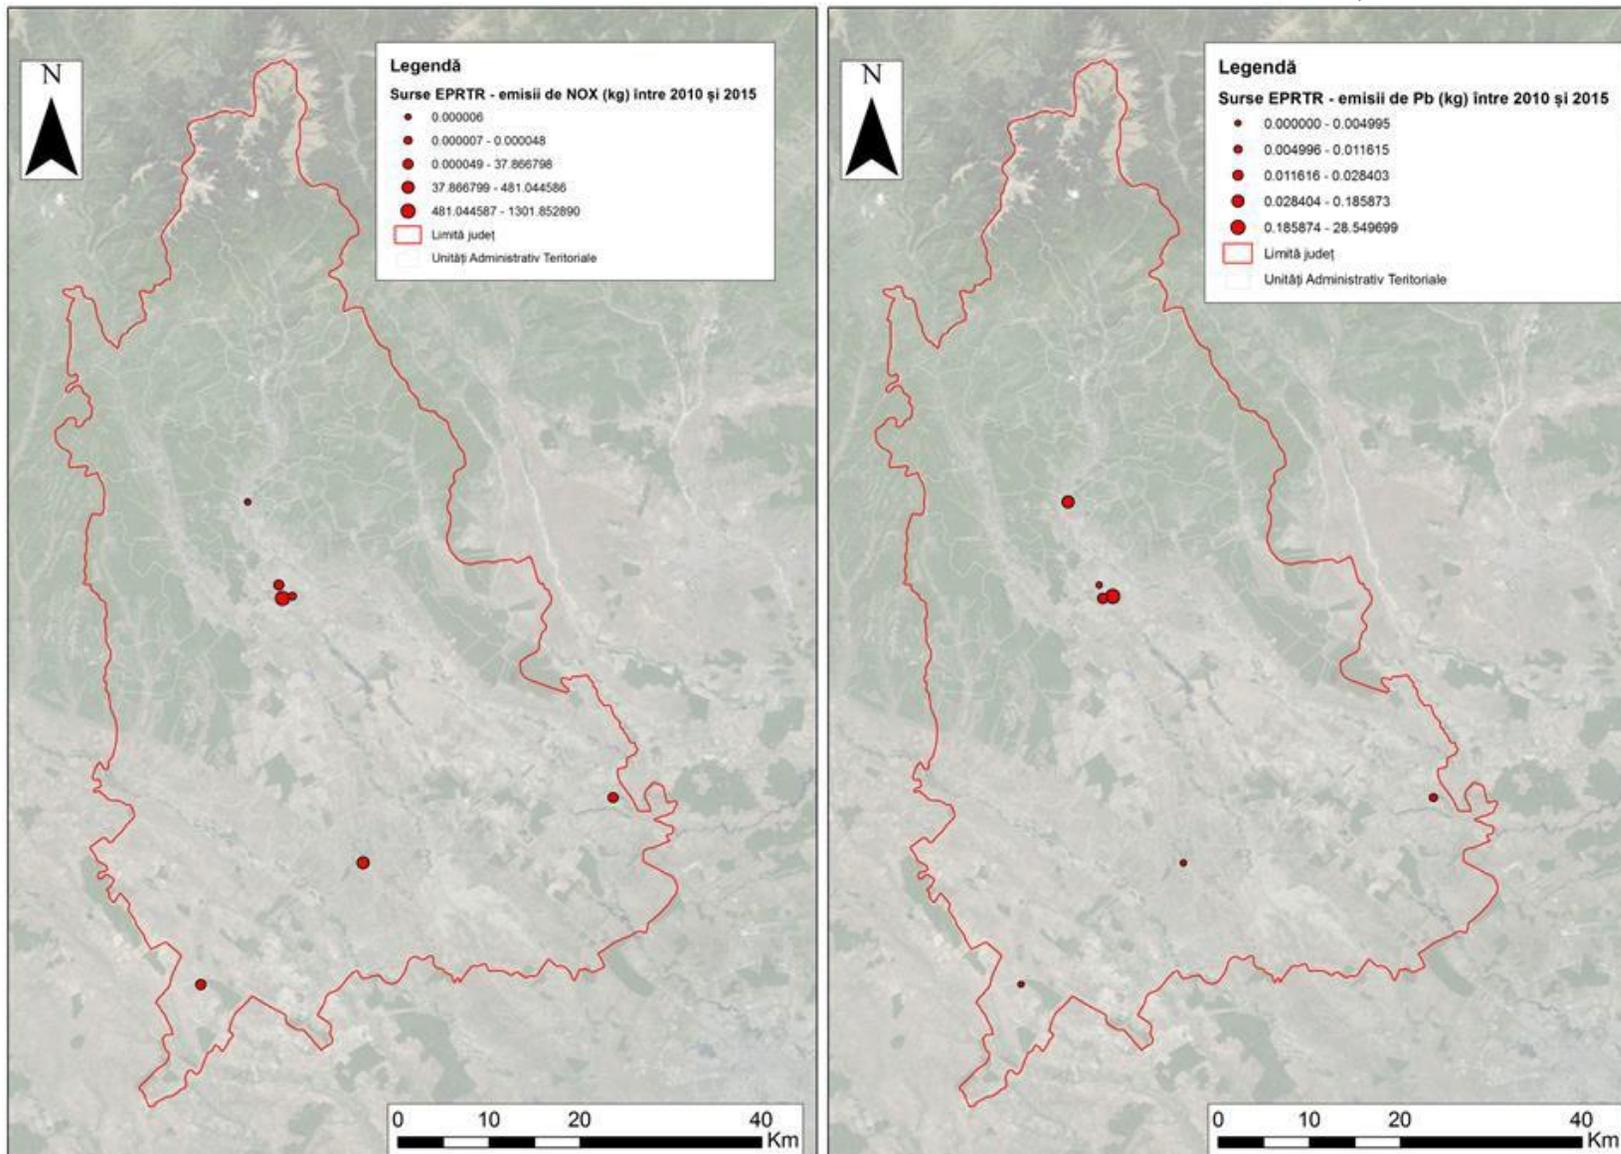 N
Legendă
Surse EPRTR - emisii de NOX (kg) între 2010 și 2015
0.000006
0.000007 - 0.000048
0.000049 - 37.866798
37.866799 - 481.044586
481.044587 - 1301.852890
Limită județ
Unități Administrativ Teritoriale
0 10 20 40
Km
N
Legendă
Surse EPRTR - emisii de Pb (kg) între 2010 și 2015
0.000000 - 0.004995
0.004996 - 0.011615
0.011616 - 0.028403
0.028404 - 0.185873
0.185874 - 28.549699
Limită județ
Unități Administrativ Teritoriale
0 10 20 40
Km